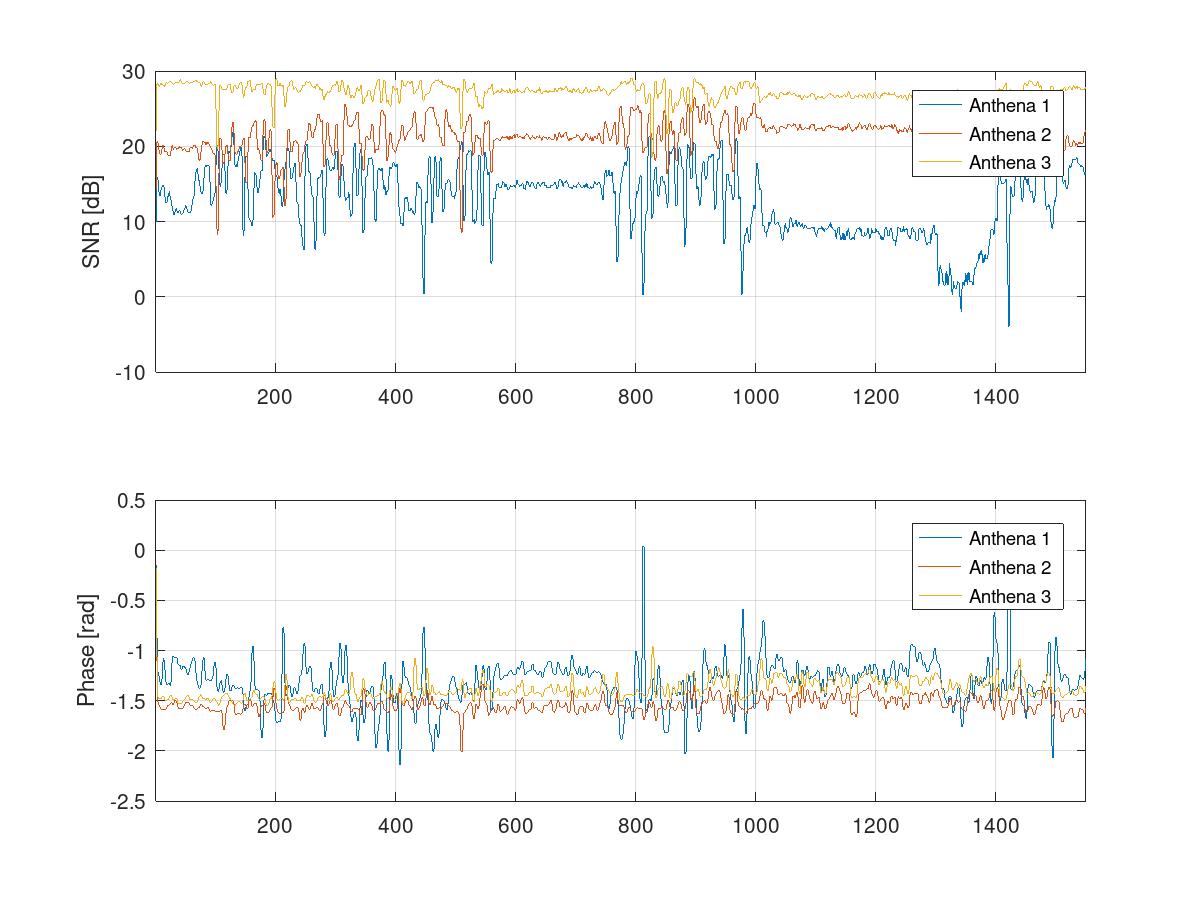 30
20
10
0
-10
SNR [dB]
200 400 600 800 1000 1200 1400
Anthena 1
Anthena 2
Anthena 3
0.5
0
-0.5
-1
-1.5
-2
-2.5
Phase [rad]
200 400 600 800 1000 1200 1400
Anthena 1
Anthena 2
Anthena 3